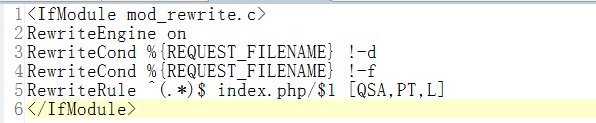 1<IfModule mod_rewrite.c>
2RewriteEngine on
3RewriteCond %{REQUEST_FILENAME} !-d
4RewriteCond %{REQUEST_FILENAME} !-f
5RewriteRule ^(.*)$ index.php/$1 [QSA,PT,L]
6</IfModule>